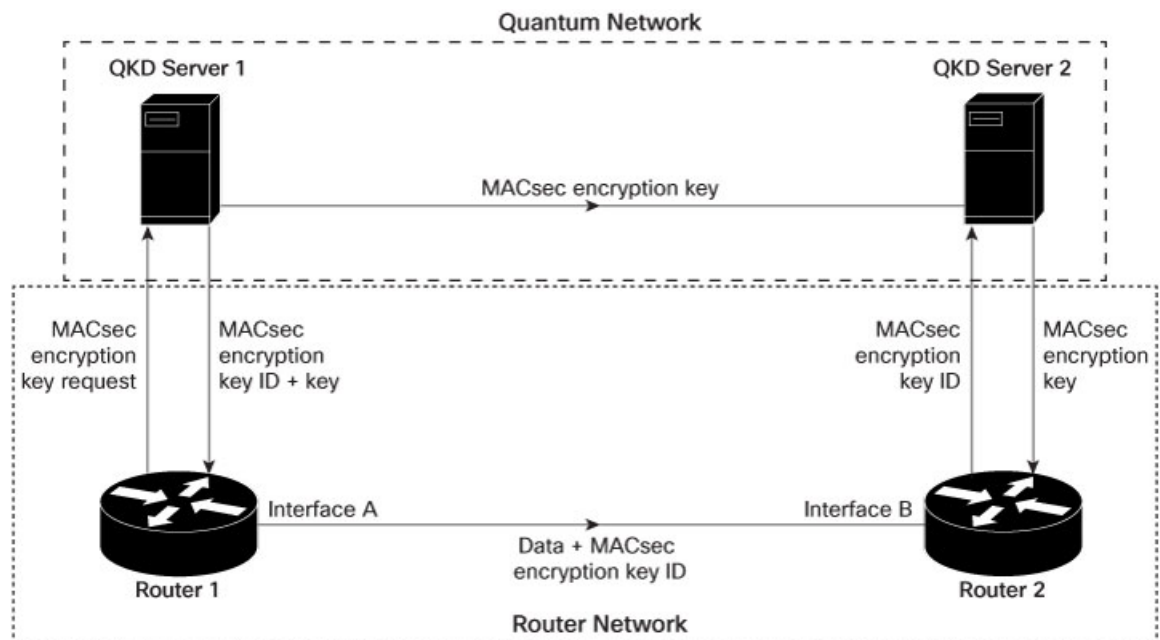 Quantum Network
QKD Server 1
QKD Server 2
MACsec encryption key
MACsec
encryption
key request
MACsec
encryption
key ID + key
MACsec
encryption
key ID
MACsec
encryption
key
Interface A
Interface B
Data + MACsec
encryption key ID
Router 1
Router 2
Router Network